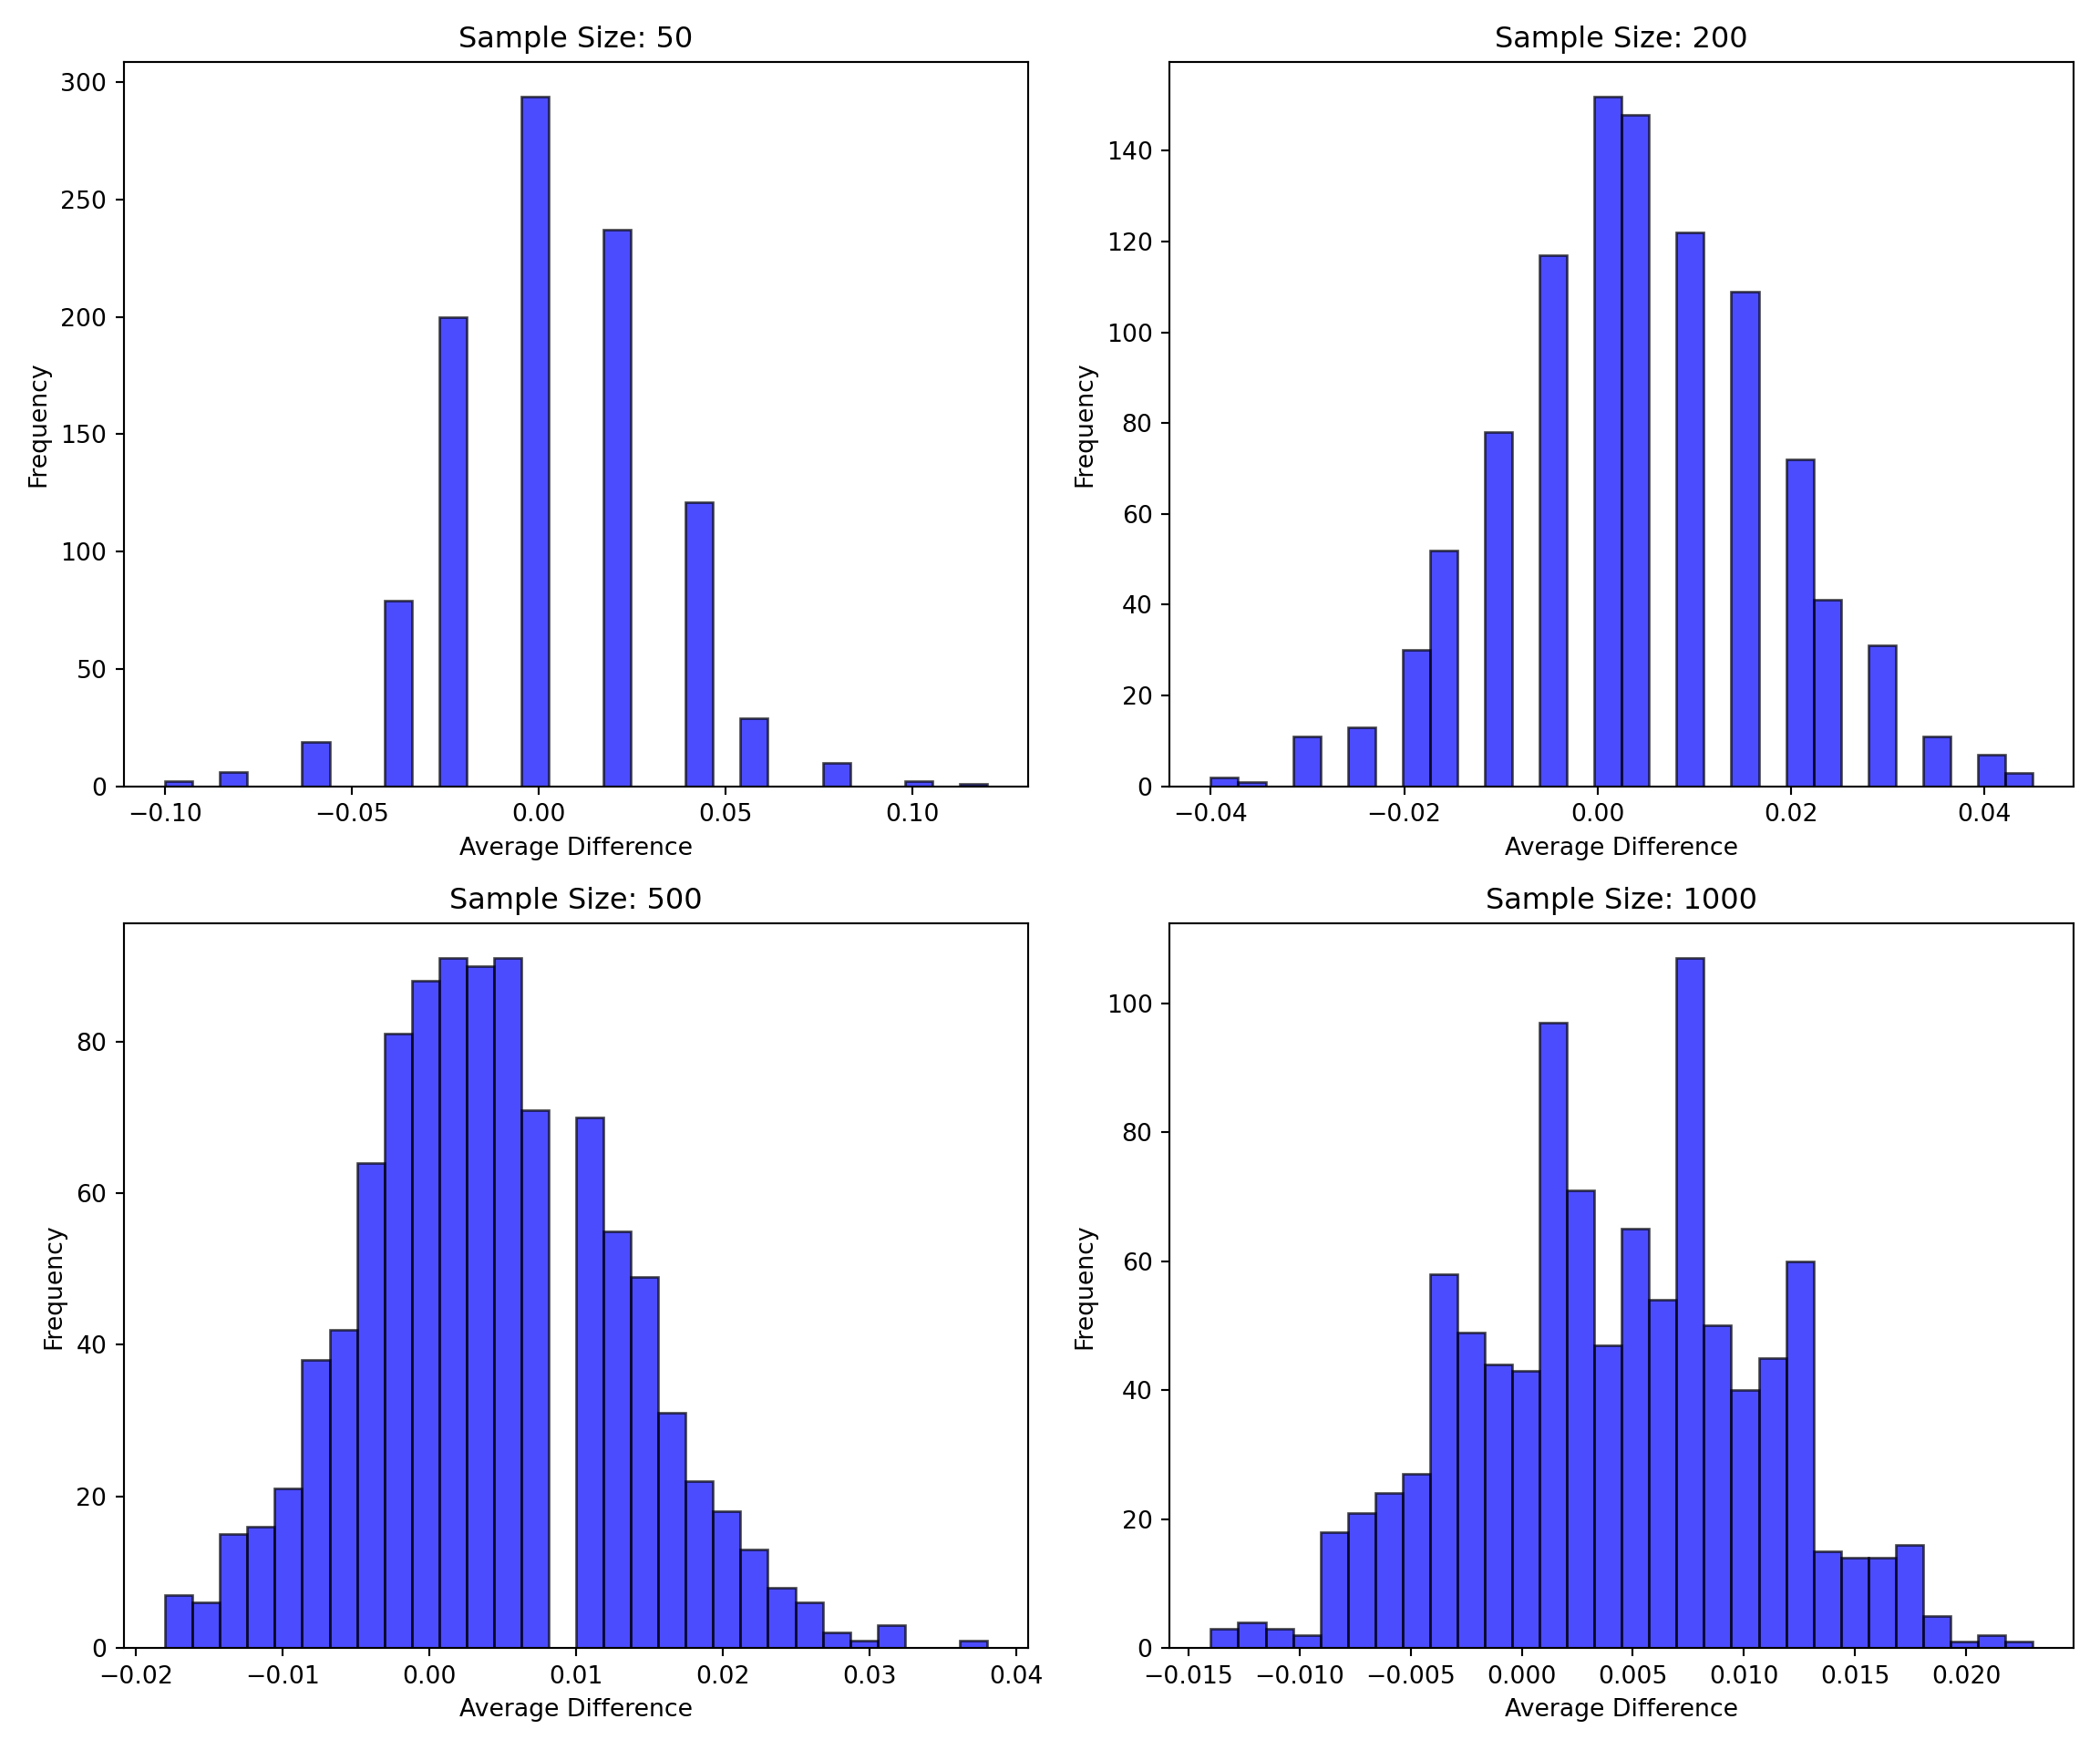 Sample Size: 50
300
250
200
150
100
50
0
Frequency
−0.10 −0.05 0.00 0.05 0.10
Average Difference
Sample Size: 200
140
120
100
80
60
40
20
0
Frequency
−0.04 −0.02 0.00 0.02 0.04
Average Difference
Sample Size: 500
80
60
40
20
0
Frequency
−0.02 −0.01 0.00 0.01 0.02 0.03 0.04
Average Difference
Sample Size: 1000
100
80
60
40
20
0
Frequency
−0.015 −0.010 −0.005 0.000 0.005 0.010 0.015 0.020
Average Difference